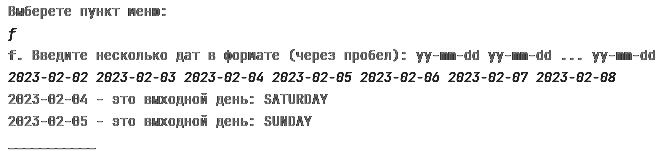 Выберете пункт меню:
f
f. Введите несколько дат в формате (через пробел): yy-mm-dd yy-mm-dd ... yy-mm-dd
2023-02-02 2023-02-03 2023-02-04 2023-02-05 2023-02-06 2023-02-07 2023-02-08
2023-02-04 - это выходной день: SATURDAY
2023-02-05 - это выходной день: SUNDAY
___________